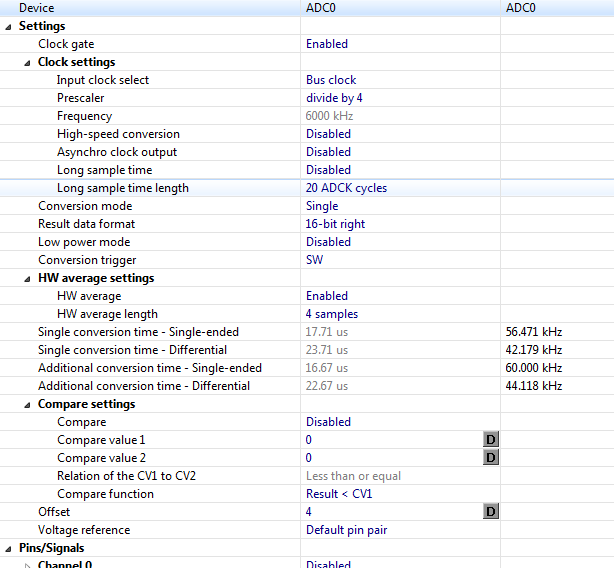 Device ADC0 ADC0
Settings
Clock gate Enabled
Clock settings
Input clock select Bus clock
Prescaler divide by 4
Frequency 6000 kHz
High-speed conversion Disabled
Asynchro clock output Disabled
Long sample time Disabled
Long sample time length 20 ADCK cycles
Conversion mode Single
Result data format 16-bit right
Low power mode Disabled
Conversion trigger SW
HW average settings
HW average Enabled
HW average length 4 samples
Single conversion time - Single-ended 17.71 us 56.471 kHz
Single conversion time - Differential 23.71 us 42.179 kHz
Additional conversion time - Single-ended 16.67 us 60.000 kHz
Additional conversion time - Differential 22.67 us 44.118 kHz
Compare settings
Compare Disabled
Compare value 1 0 D
Compare value 2 0 D
Relation of the CV1 to CV2 Less than or equal
Compare function Result < CV1
Offset 4 D
Voltage reference Default pin pair
Pins/Signals
Channel 0 Disabled